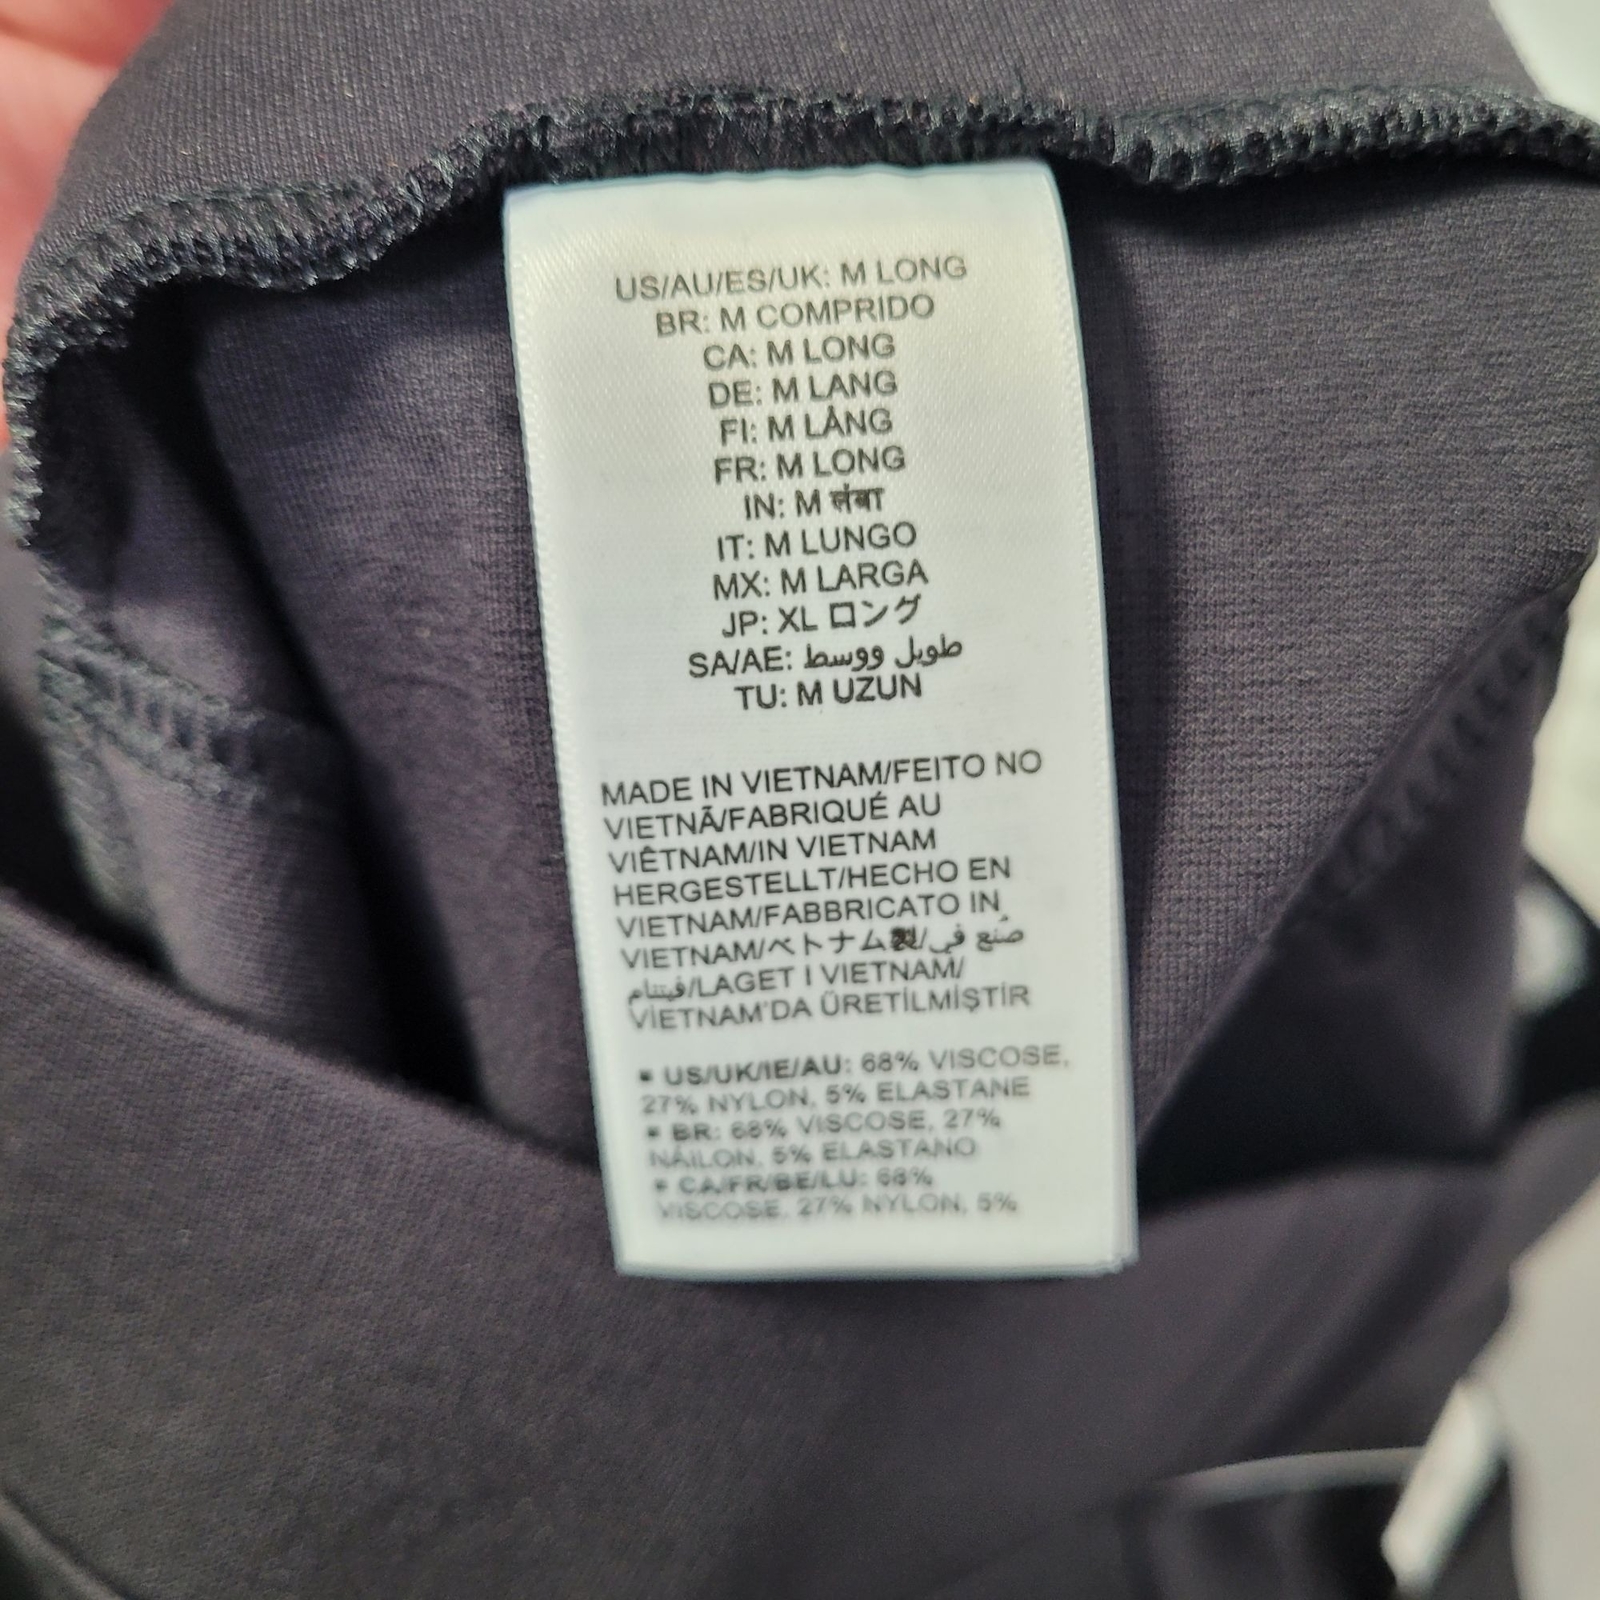 US/AU/ES/UK: M LONG
BR: M COMPRIDO
CA: M LONG
DE: M LANG
FI: M LÅNG
FR: M LONG
IN: M लंबा
IT: M LUNGO
MX: M LARGA
JP: XL ロング
SA/AE: طويل ووسط
TU: M UZUN
MADE IN VIETNAM/FEITO NO
VIETNÃ/FABRIQUÉ AU
VIÊTNAM/IN VIETNAM
HERGESTELLT/HECHO EN
VIETNAM/FABBRICATO IN
VIETNAM/ベトナム製/صنع في
فيتنام/LAGET I VIETNAM/
VİETNAM'DA ÜRETİLMİŞTİR
▪ US/UK/IE/AU: 68% VISCOSE,
27% NYLON, 5% ELASTANE
▪ BR: 68% VISCOSE, 27%
NÁILON, 5% ELASTANO
▪ CA/FR/BE/LU: 68%
VISCOSE, 27% NYLON, 5%